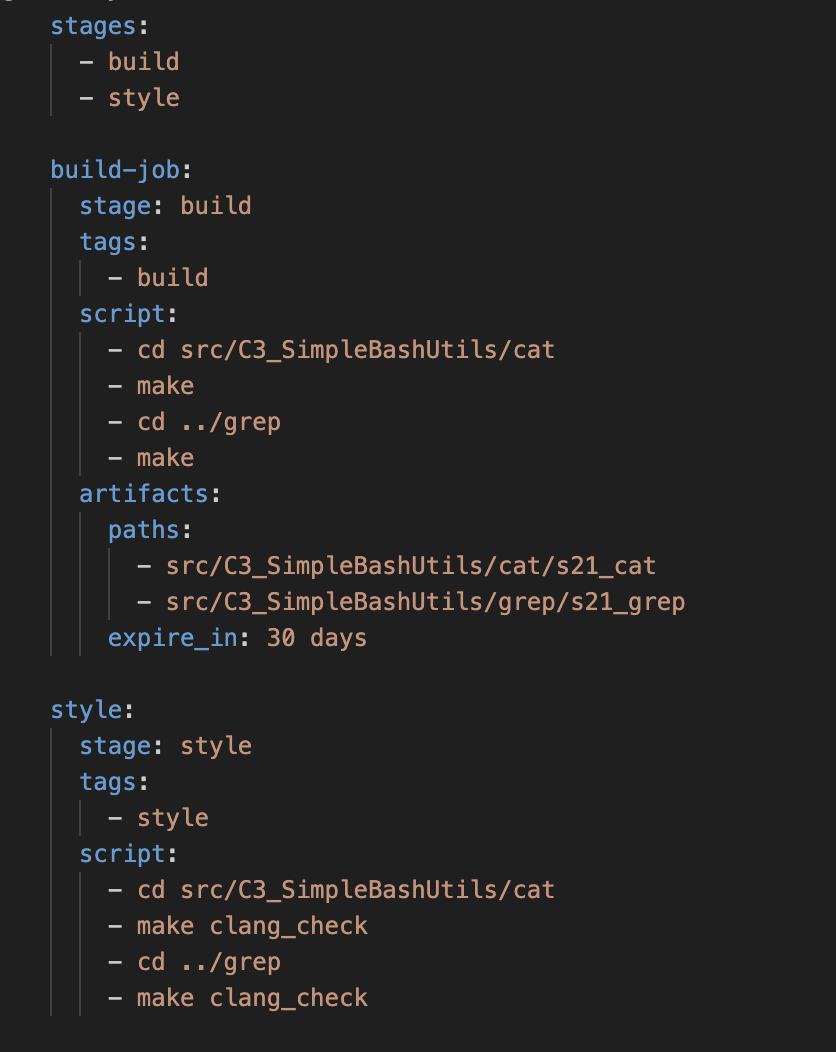 stages:
  - build
  - style

build-job:
  stage: build
  tags:
    - build
  script:
    - cd src/C3_SimpleBashUtils/cat
    - make
    - cd ../grep
    - make
  artifacts:
    paths:
      - src/C3_SimpleBashUtils/cat/s21_cat
      - src/C3_SimpleBashUtils/grep/s21_grep
    expire_in: 30 days

style:
  stage: style
  tags:
    - style
  script:
    - cd src/C3_SimpleBashUtils/cat
    - make clang_check
    - cd ../grep
    - make clang_check